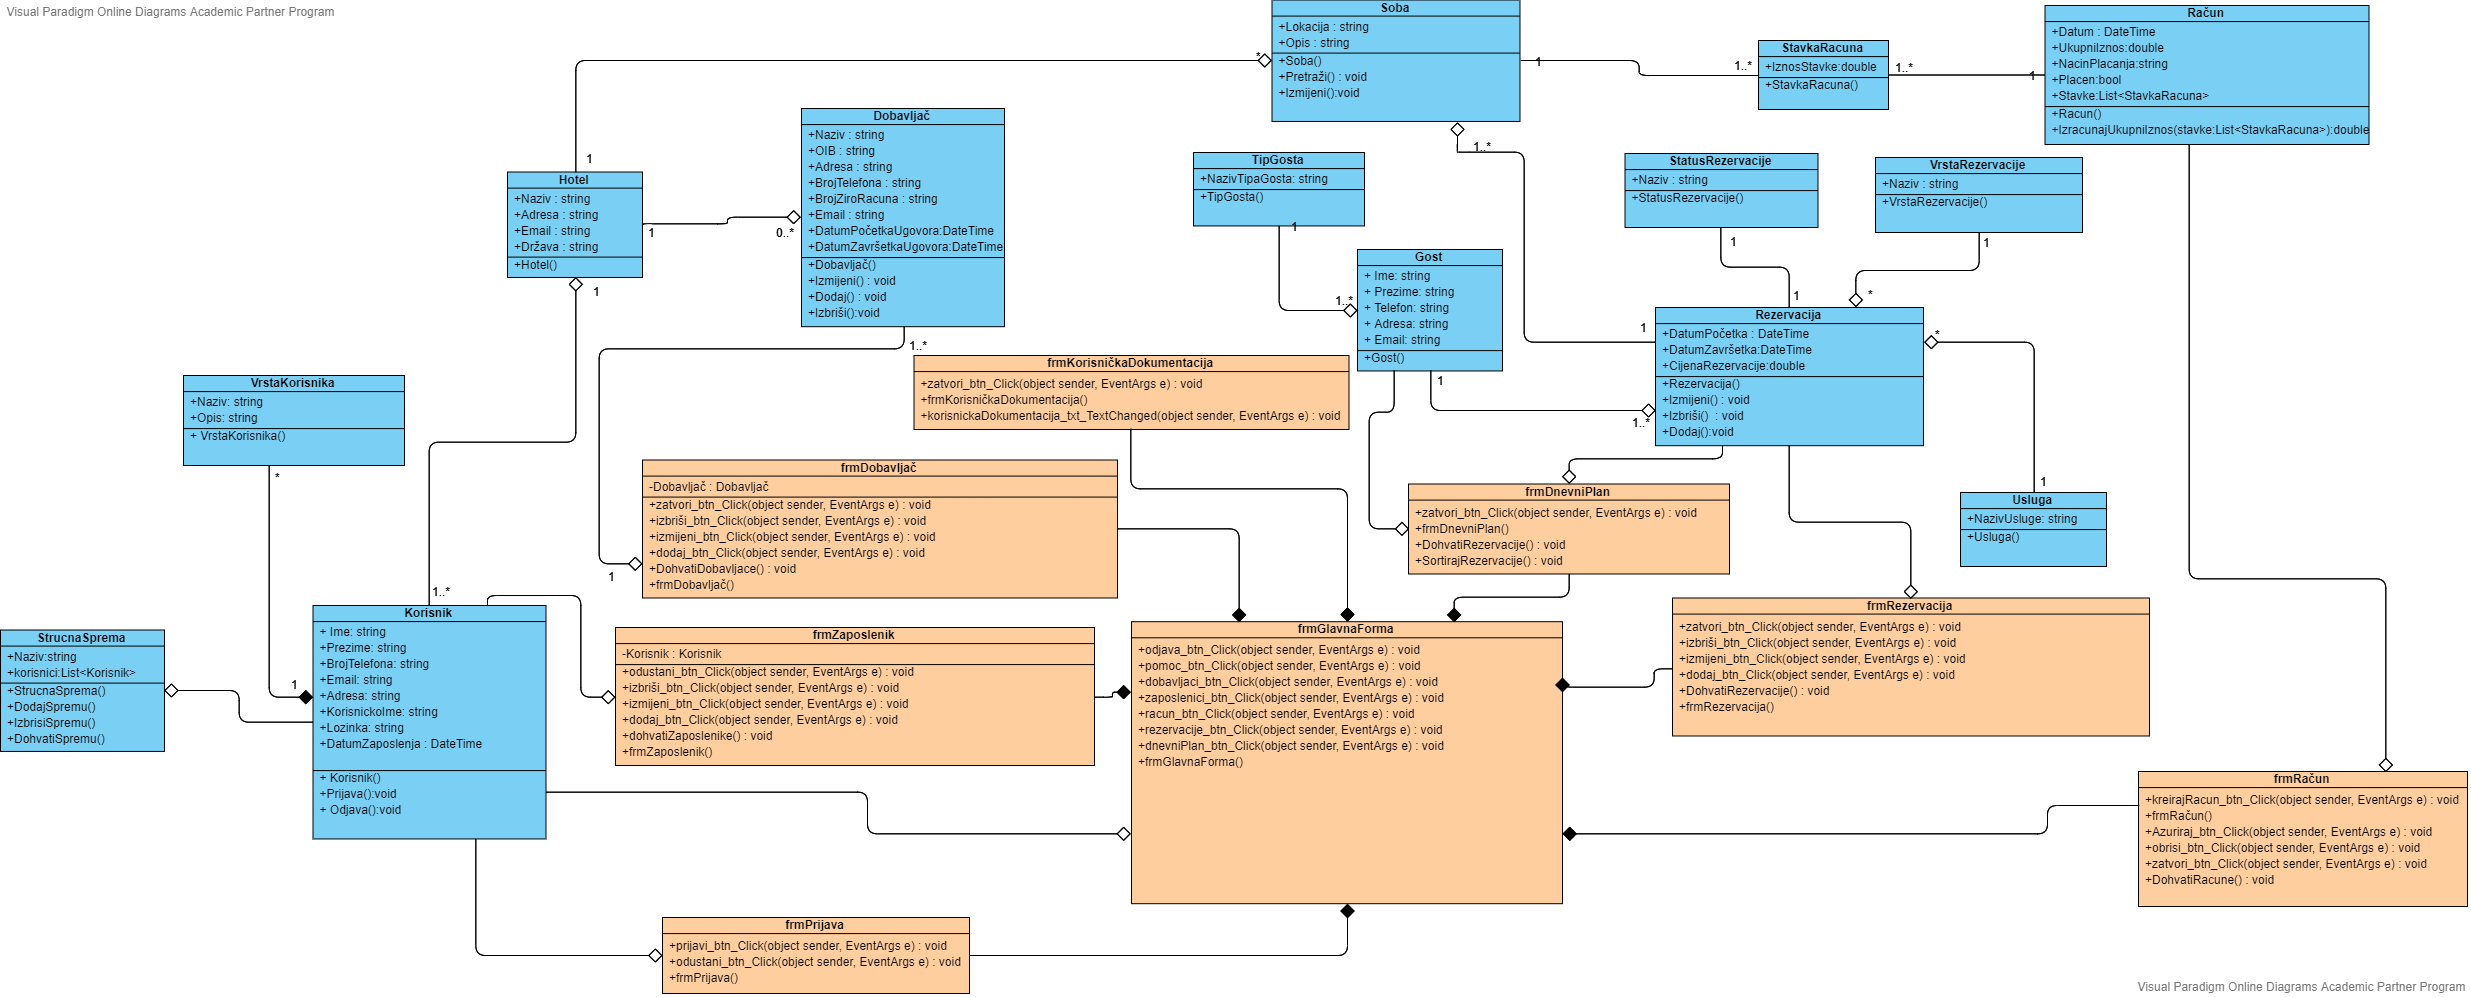 Visual Paradigm Online Diagrams Academic Partner Program
Soba
+Lokacija : string
+Opis : string
+Soba()
+Pretraži() : void
+Izmijeni():void
*
1
1..*
StavkaRacuna
+IznosStavke:double
+StavkaRacuna()
1..*
1
Račun
+Datum : DateTime
+UkupniIznos:double
+NacinPlacanja:string
+Placen:bool
+Stavke:List<StavkaRacuna>
+Racun()
+IzracunajUkupniIznos(stavke:List<StavkaRacuna>):double
1
Hotel
+Naziv : string
+Adresa : string
+Email : string
+Država : string
+Hotel()
1
0..*
1
Dobavljač
+Naziv : string
+OIB : string
+Adresa : string
+BrojTelefona : string
+BrojZiroRacuna : string
+Email : string
+DatumPočetkaUgovora:DateTime
+DatumZavršetkaUgovora:DateTime
+Dobavljač()
+Izmijeni() : void
+Dodaj() : void
+Izbriši():void
1..*
TipGosta
+NazivTipaGosta: string
+TipGosta()
1
1..*
1..*
Gost
+ Ime: string
+ Prezime: string
+ Telefon: string
+ Adresa: string
+ Email: string
+Gost()
1
1..*
StatusRezervacije
+Naziv : string
+StatusRezervacije()
1
1
VrstaRezervacije
+Naziv : string
+VrstaRezervacije()
1
*
1
Rezervacija
+DatumPočetka : DateTime
+DatumZavršetka:DateTime
+CijenaRezervacije:double
+Rezervacija()
+Izmijeni() : void
+Izbriši() : void
+Dodaj():void
*
1
Usluga
+NazivUsluge: string
+Usluga()
frmKorisničkaDokumentacija
+zatvori_btn_Click(object sender, EventArgs e) : void
+frmKorisničkaDokumentacija()
+korisnickaDokumentacija_txt_TextChanged(object sender, EventArgs e) : void
VrstaKorisnika
+Naziv: string
+Opis: string
+ VrstaKorisnika()
*
1
frmDobavljač
-Dobavljač : Dobavljač
+zatvori_btn_Click(object sender, EventArgs e) : void
+izbriši_btn_Click(object sender, EventArgs e) : void
+izmijeni_btn_Click(object sender, EventArgs e) : void
+dodaj_btn_Click(object sender, EventArgs e) : void
+DohvatiDobavljace() : void
+frmDobavljač()
1
frmDnevniPlan
+zatvori_btn_Click(object sender, EventArgs e) : void
+frmDnevniPlan()
+DohvatiRezervacije() : void
+SortirajRezervacije() : void
1..*
Korisnik
+ Ime: string
+Prezime: string
+BrojTelefona: string
+Email: string
+Adresa: string
+KorisnickoIme: string
+Lozinka: string
+DatumZaposlenja : DateTime
+ Korisnik()
+Prijava():void
+ Odjava():void
StrucnaSprema
+Naziv:string
+korisnici:List<Korisnik>
+StrucnaSprema()
+DodajSpremu()
+IzbrisiSpremu()
+DohvatiSpremu()
frmZaposlenik
-Korisnik : Korisnik
+odustani_btn_Click(object sender, EventArgs e) : void
+izbriši_btn_Click(object sender, EventArgs e) : void
+izmijeni_btn_Click(object sender, EventArgs e) : void
+dodaj_btn_Click(object sender, EventArgs e) : void
+dohvatiZaposlenike() : void
+frmZaposlenik()
frmGlavnaForma
+odjava_btn_Click(object sender, EventArgs e) : void
+pomoc_btn_Click(object sender, EventArgs e) : void
+dobavljaci_btn_Click(object sender, EventArgs e) : void
+zaposlenici_btn_Click(object sender, EventArgs e) : void
+racun_btn_Click(object sender, EventArgs e) : void
+rezervacije_btn_Click(object sender, EventArgs e) : void
+dnevniPlan_btn_Click(object sender, EventArgs e) : void
+frmGlavnaForma()
frmRezervacija
+zatvori_btn_Click(object sender, EventArgs e) : void
+izbriši_btn_Click(object sender, EventArgs e) : void
+izmijeni_btn_Click(object sender, EventArgs e) : void
+dodaj_btn_Click(object sender, EventArgs e) : void
+DohvatiRezervacije() : void
+frmRezervacija()
frmRačun
+kreirajRacun_btn_Click(object sender, EventArgs e) : void
+frmRačun()
+Azuriraj_btn_Click(object sender, EventArgs e) : void
+obrisi_btn_Click(object sender, EventArgs e) : void
+zatvori_btn_Click(object sender, EventArgs e) : void
+DohvatiRacune() : void
frmPrijava
+prijavi_btn_Click(object sender, EventArgs e) : void
+odustani_btn_Click(object sender, EventArgs e) : void
+frmPrijava()
Visual Paradigm Online Diagrams Academic Partner Program